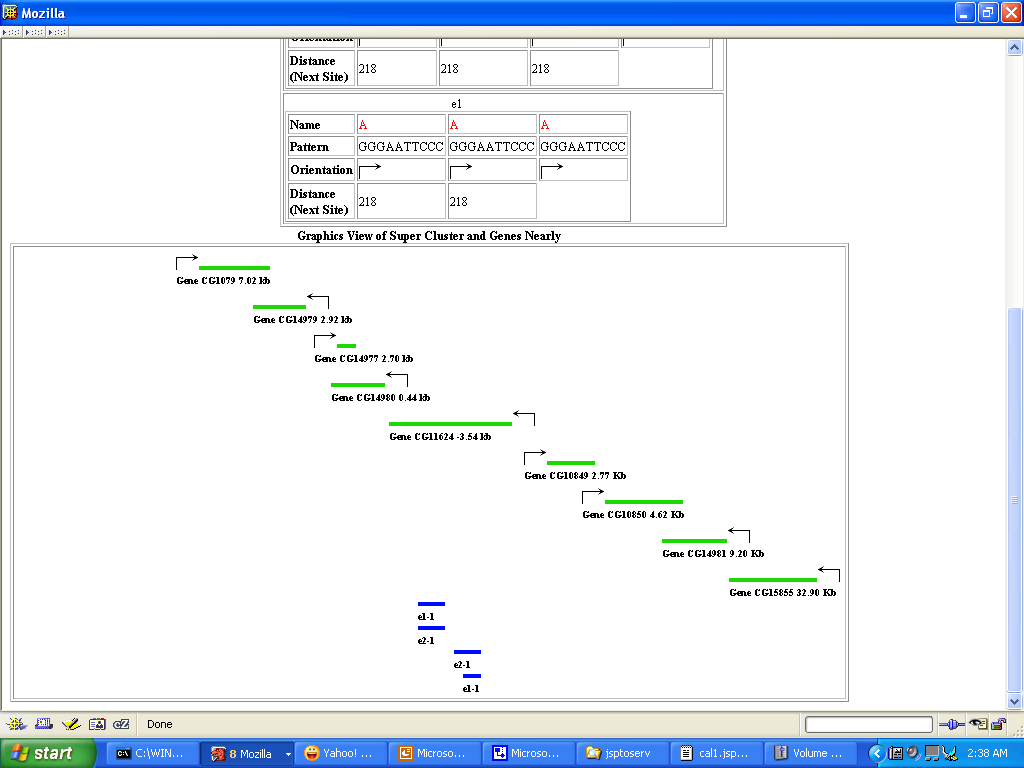 Mozilla
Orientation
Distance
(Next Site) 218 218 218
e1
Name A A A
Pattern GGGAATTCCC GGGAATTCCC GGGAATTCCC
Orientation
Distance
(Next Site) 218 218
Graphics View of Super Cluster and Genes Nearly
Gene CG1079 7.02 kb
Gene CG14979 2.92 kb
Gene CG14977 2.70 kb
Gene CG14980 0.44 kb
Gene CG11624 -3.54 kb
Gene CG10849 2.77 Kb
Gene CG10850 4.62 Kb
Gene CG14981 9.20 Kb
Gene CG15855 32.90 Kb
e1-1
e2-1
e2-1
e1-1
Done
start C:\WIN... 8 Mozilla Yahoo! ... Microso... Microso... jsptoserv cal1.jsp... Volume ... 2:38 AM